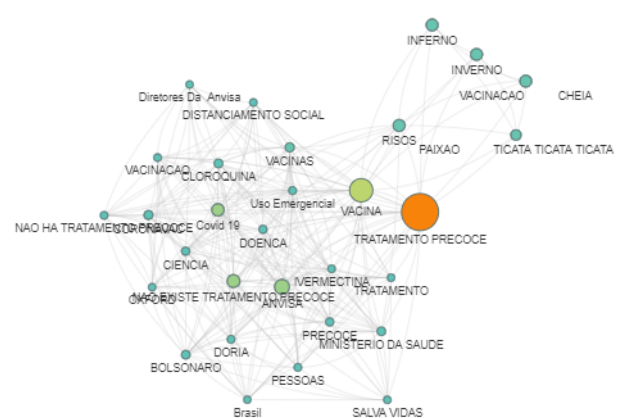 INFERNO
INVERNO
VACINACAO CHEIA
Diretores Da Anvisa
DISTANCIAMENTO SOCIAL
RISOS
PAIXAO
TICATA TICATA TICATA
VACINAS
VACINACAO
CLOROQUINA
Uso Emergencial
VACINA
NAO HA TRATAMENTO PRECOCE
CORONAVAC
Covid 19
DOENCA
TRATAMENTO PRECOCE
CIENCIA
IVERMECTINA
TRATAMENTO
OXFORD
NAO EXISTE TRATAMENTO PRECOCE
ANVISA
PRECOCE
MINISTERIO DA SAUDE
DORIA
BOLSONARO
PESSOAS
Brasil
SALVA VIDAS